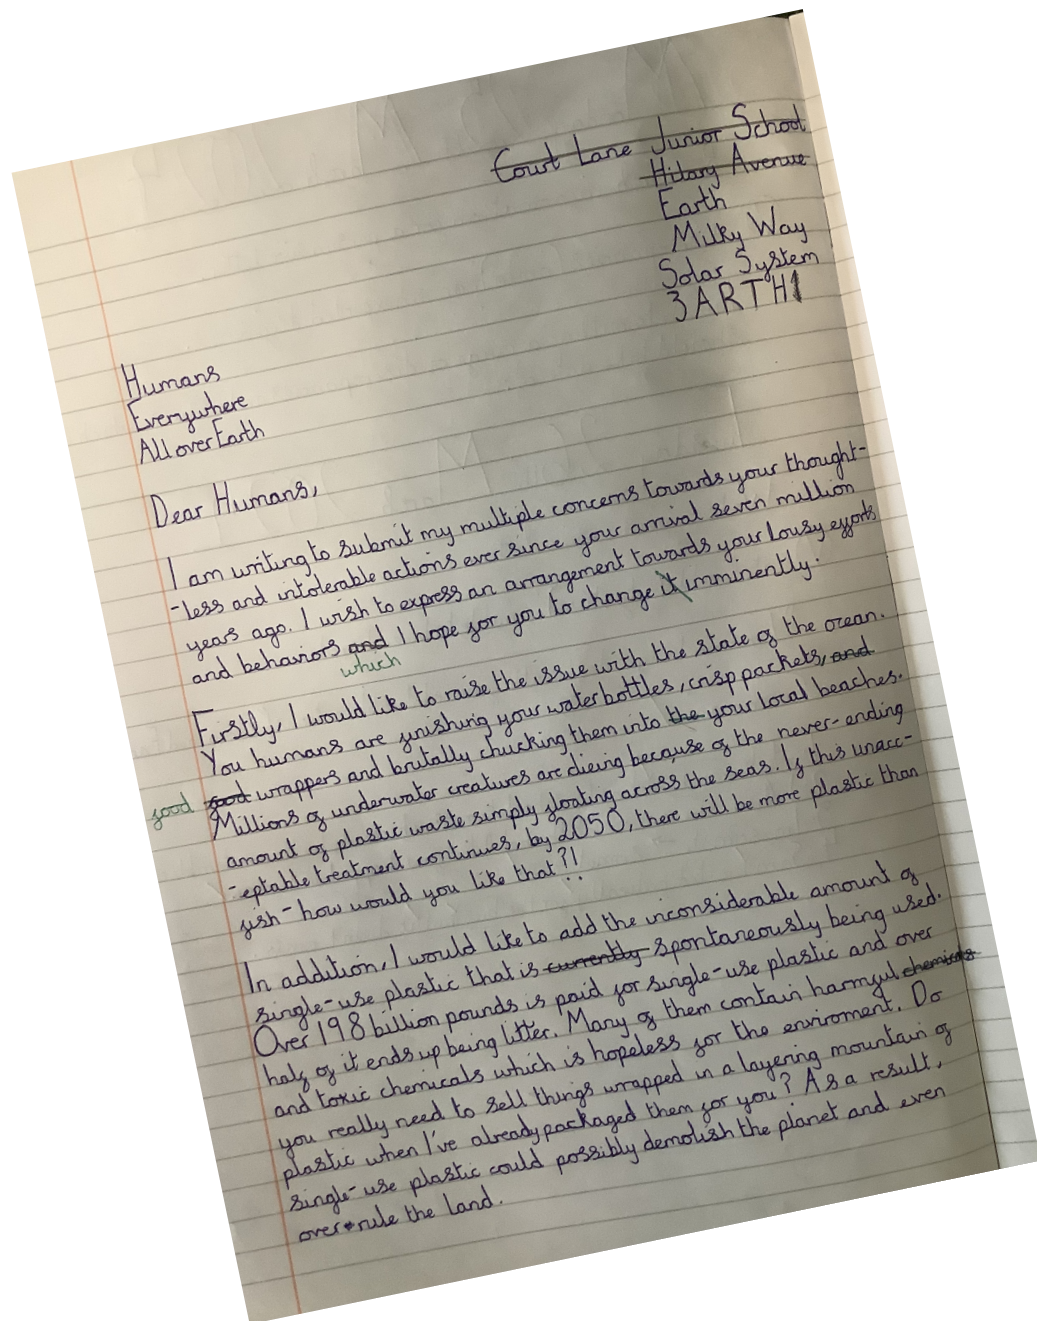 Court Lane Junior School
Hilary Avenue
Earth
Milky Way
Solar System
3ARTH1
Humans
Everywhere
All over Earth
Dear Humans,
I am writing to submit my multiple concerns towards your thought-
-less and intolerable actions ever since your arrival seven million
years ago. I wish to express an arrangement towards your lousy efforts
and behaviors and I hope for you to change it imminently.
which
Firstly, I would like to raise the issue with the state of the ocean.
You humans are finishing your water bottles, crisp packets, and
food food wrappers and brutally chucking them into the your local beaches.
Millions of underwater creatures are dieing because of the never-ending
amount of plastic waste simply floating across the seas. If this unacc-
-eptable treatment continues, by 2050, there will be more plastic than
fish - how would you like that?!
In addition, I would like to add the inconsiderable amount of
single-use plastic that is currently spontaneously being used.
Over 198 billion pounds is paid for single-use plastic and over
half of it ends up being litter. Many of them contain harmful chemicas
and toxic chemicals which is hopeless for the enviroment. Do
you really need to sell things wrapped in a layering mountain of
plastic when I've already packaged them for you? As a result,
single-use plastic could possibly demolish the planet and even
over-rule the land.